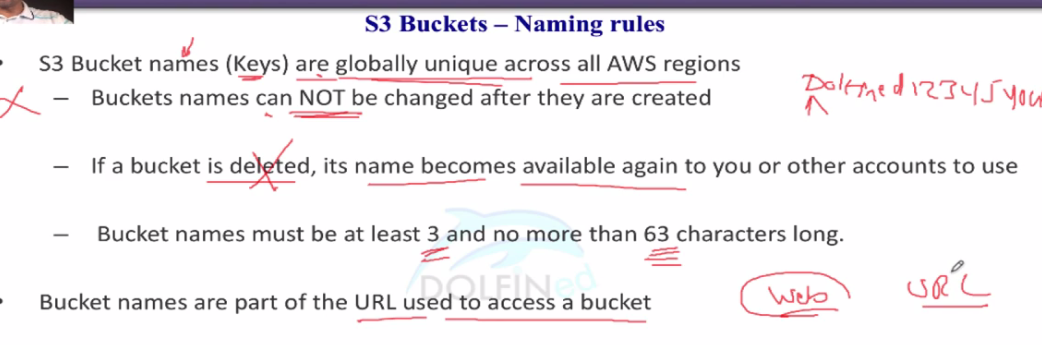 S3 Buckets – Naming rules
• S3 Bucket names (Keys) are globally unique across all AWS regions
– Buckets names can NOT be changed after they are created
– If a bucket is deleted, its name becomes available again to you or other accounts to use
– Bucket names must be at least 3 and no more than 63 characters long.
DOLFINed
• Bucket names are part of the URL used to access a bucket
Web URL